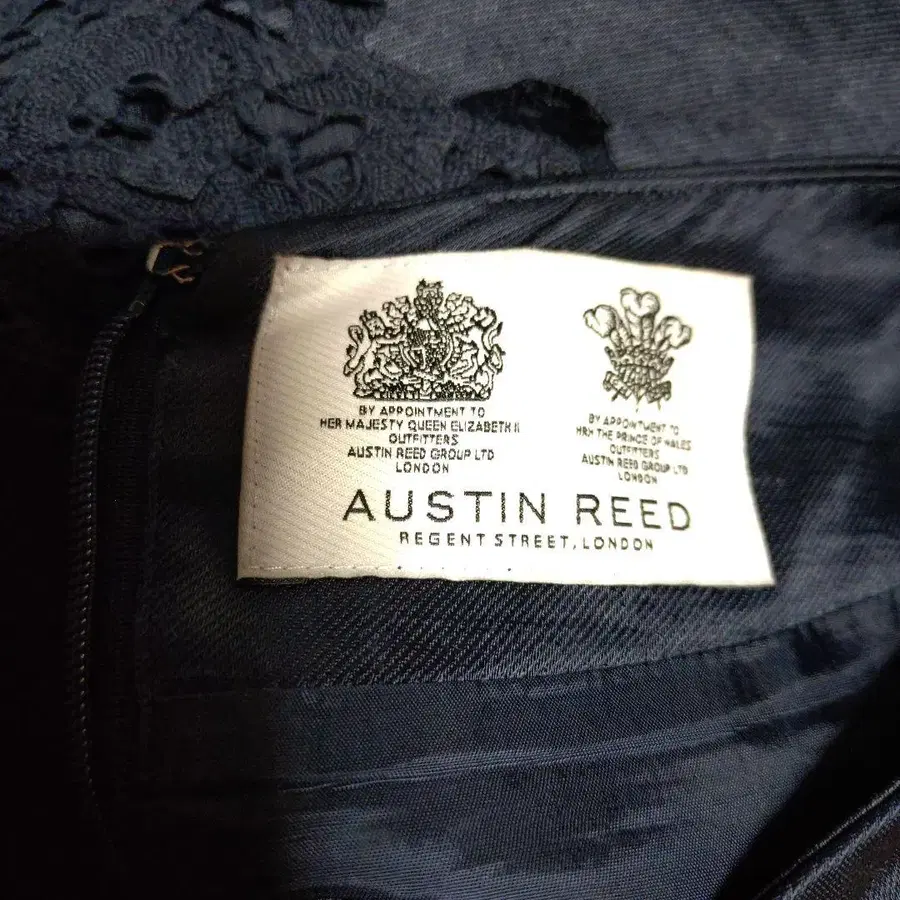 BY APPOINTMENT TO
HER MAJESTY QUEEN ELIZABETH II
OUTFITTERS
AUSTIN REED GROUP LTD
LONDON
BY APPOINTMENT TO
HRH THE PRINCE OF WALES
OUTFITTERS
AUSTIN REED GROUP LTD
LONDON
AUSTIN REED
REGENT STREET, LONDON